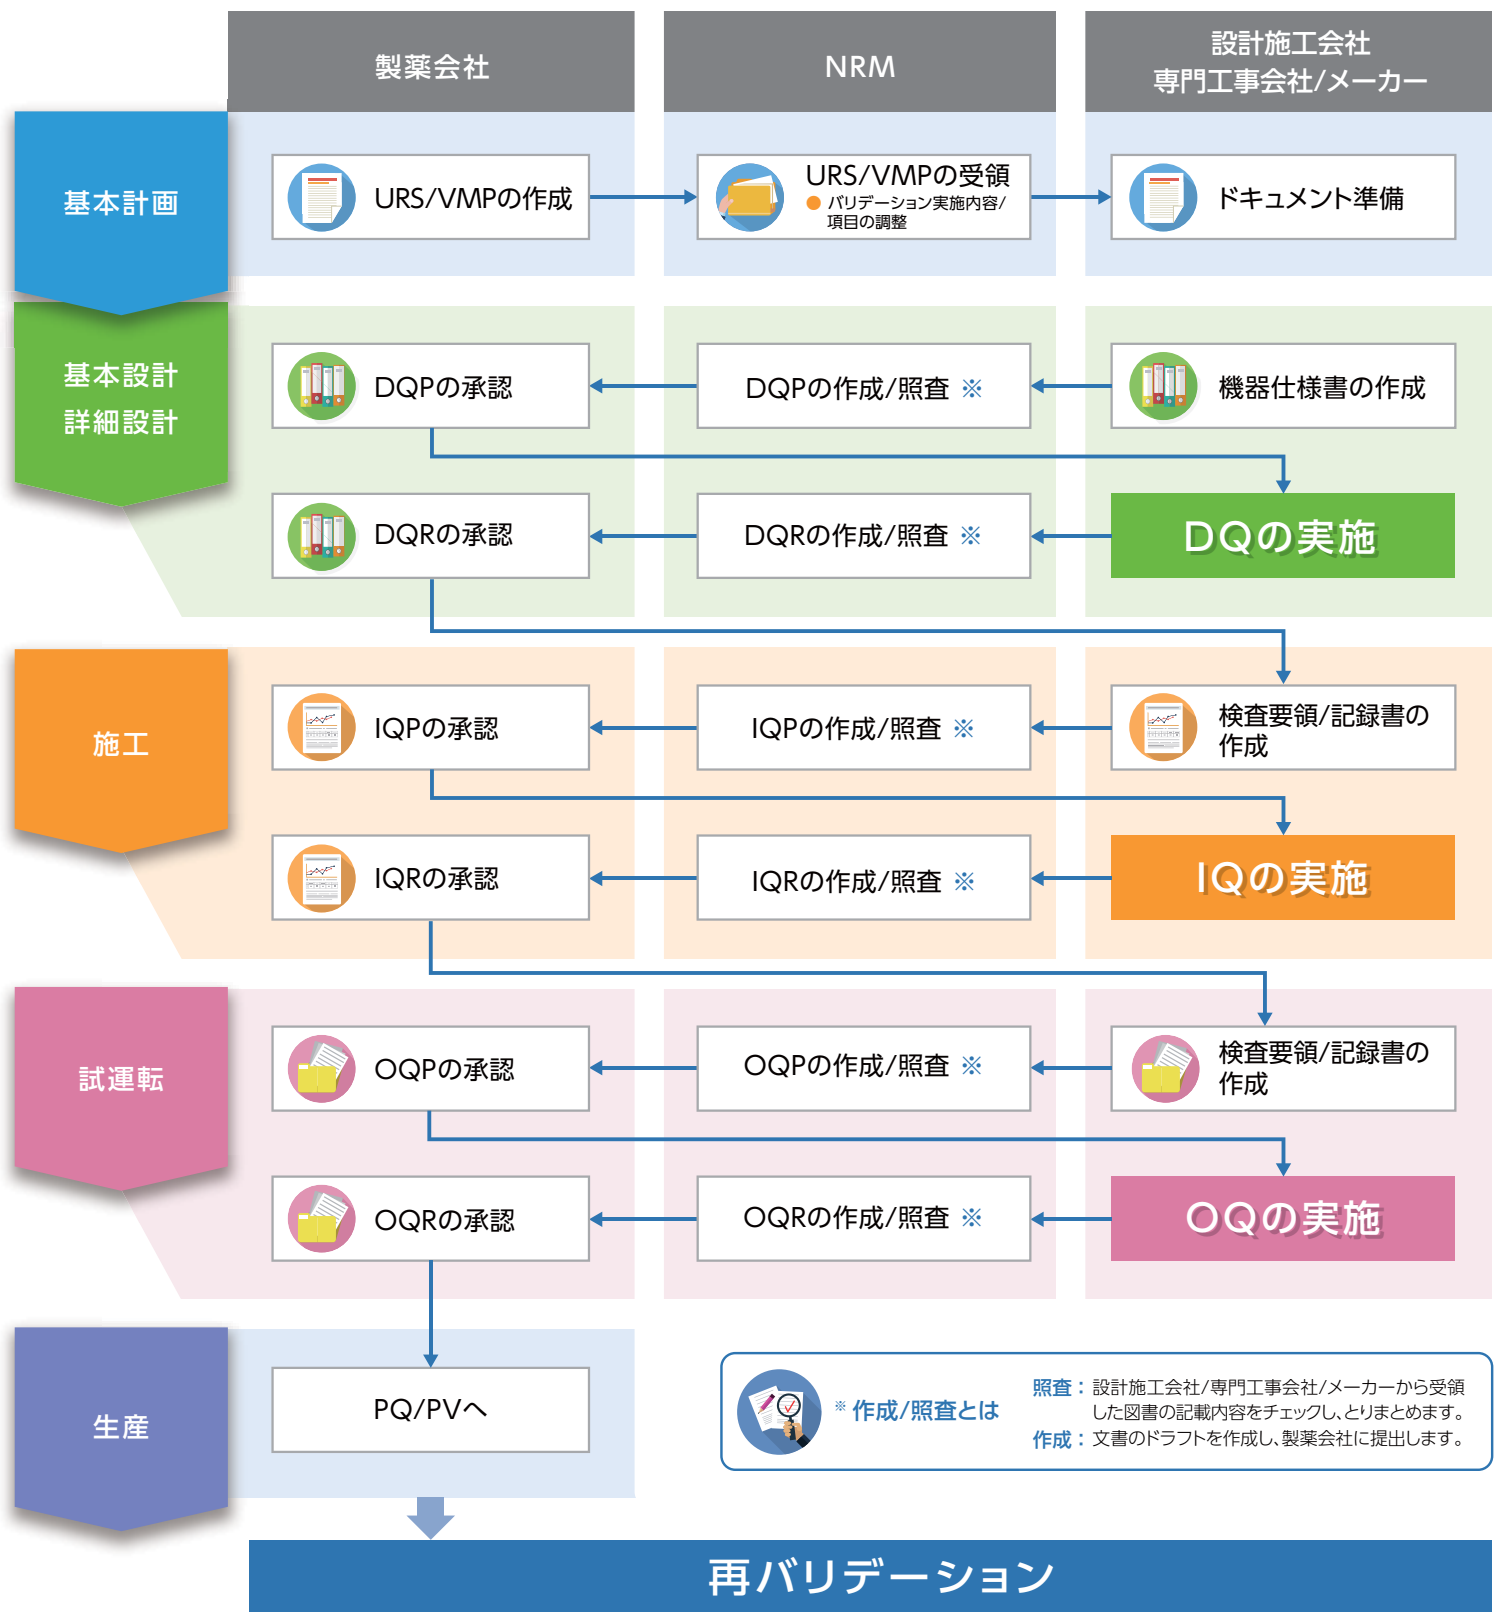 製薬会社
NRM
設計施工会社
専門工事会社/メーカー
基本計画
URS/VMPの作成
URS/VMPの受領
● バリデーション実施内容/
項目の調整
ドキュメント準備
基本設計
詳細設計
DQPの承認
DQPの作成/照査 ※
機器仕様書の作成
DQRの承認
DQRの作成/照査 ※
DQの実施
施工
IQPの承認
IQPの作成/照査 ※
検査要領/記録書の
作成
IQRの承認
IQRの作成/照査 ※
IQの実施
試運転
OQPの承認
OQPの作成/照査 ※
検査要領/記録書の
作成
OQRの承認
OQRの作成/照査 ※
OQの実施
生産
PQ/PVへ
※ 作成/照査とは
照査：設計施工会社/専門工事会社/メーカーから受領
した図書の記載内容をチェックし、とりまとめます。
作成：文書のドラフトを作成し、製薬会社に提出します。
再バリデーション